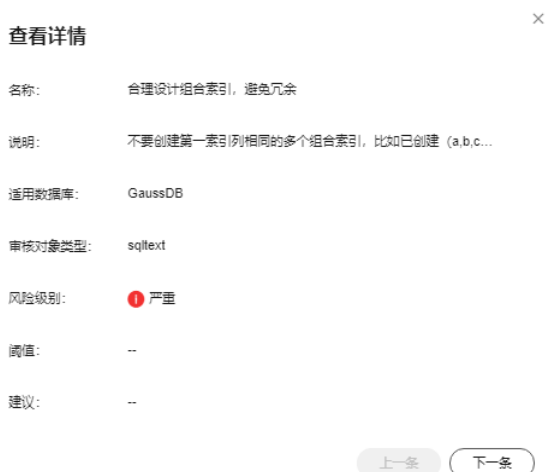 查看详情
名称: 合理设计组合索引，避免冗余
说明: 不要创建第一索引列相同的多个组合索引，比如已创建（a,b,c...
适用数据库: GaussDB
审核对象类型: sqltext
风险级别: 严重
阈值: --
建议: --
上一条 下一条